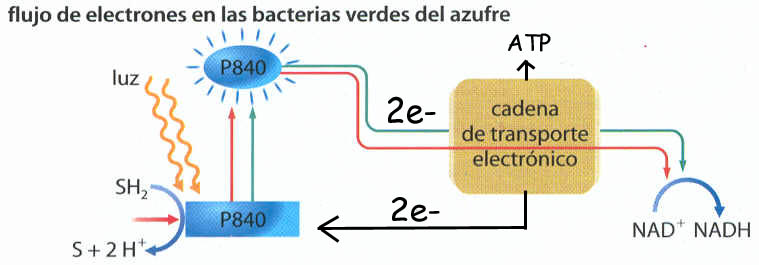 flujo de electrones en las bacterias verdes del azufre
ATP
P840
luz
2e-
cadena
de transporte
electrónico
SH₂
P840
2e-
NAD⁺ NADH
S + 2 H⁺